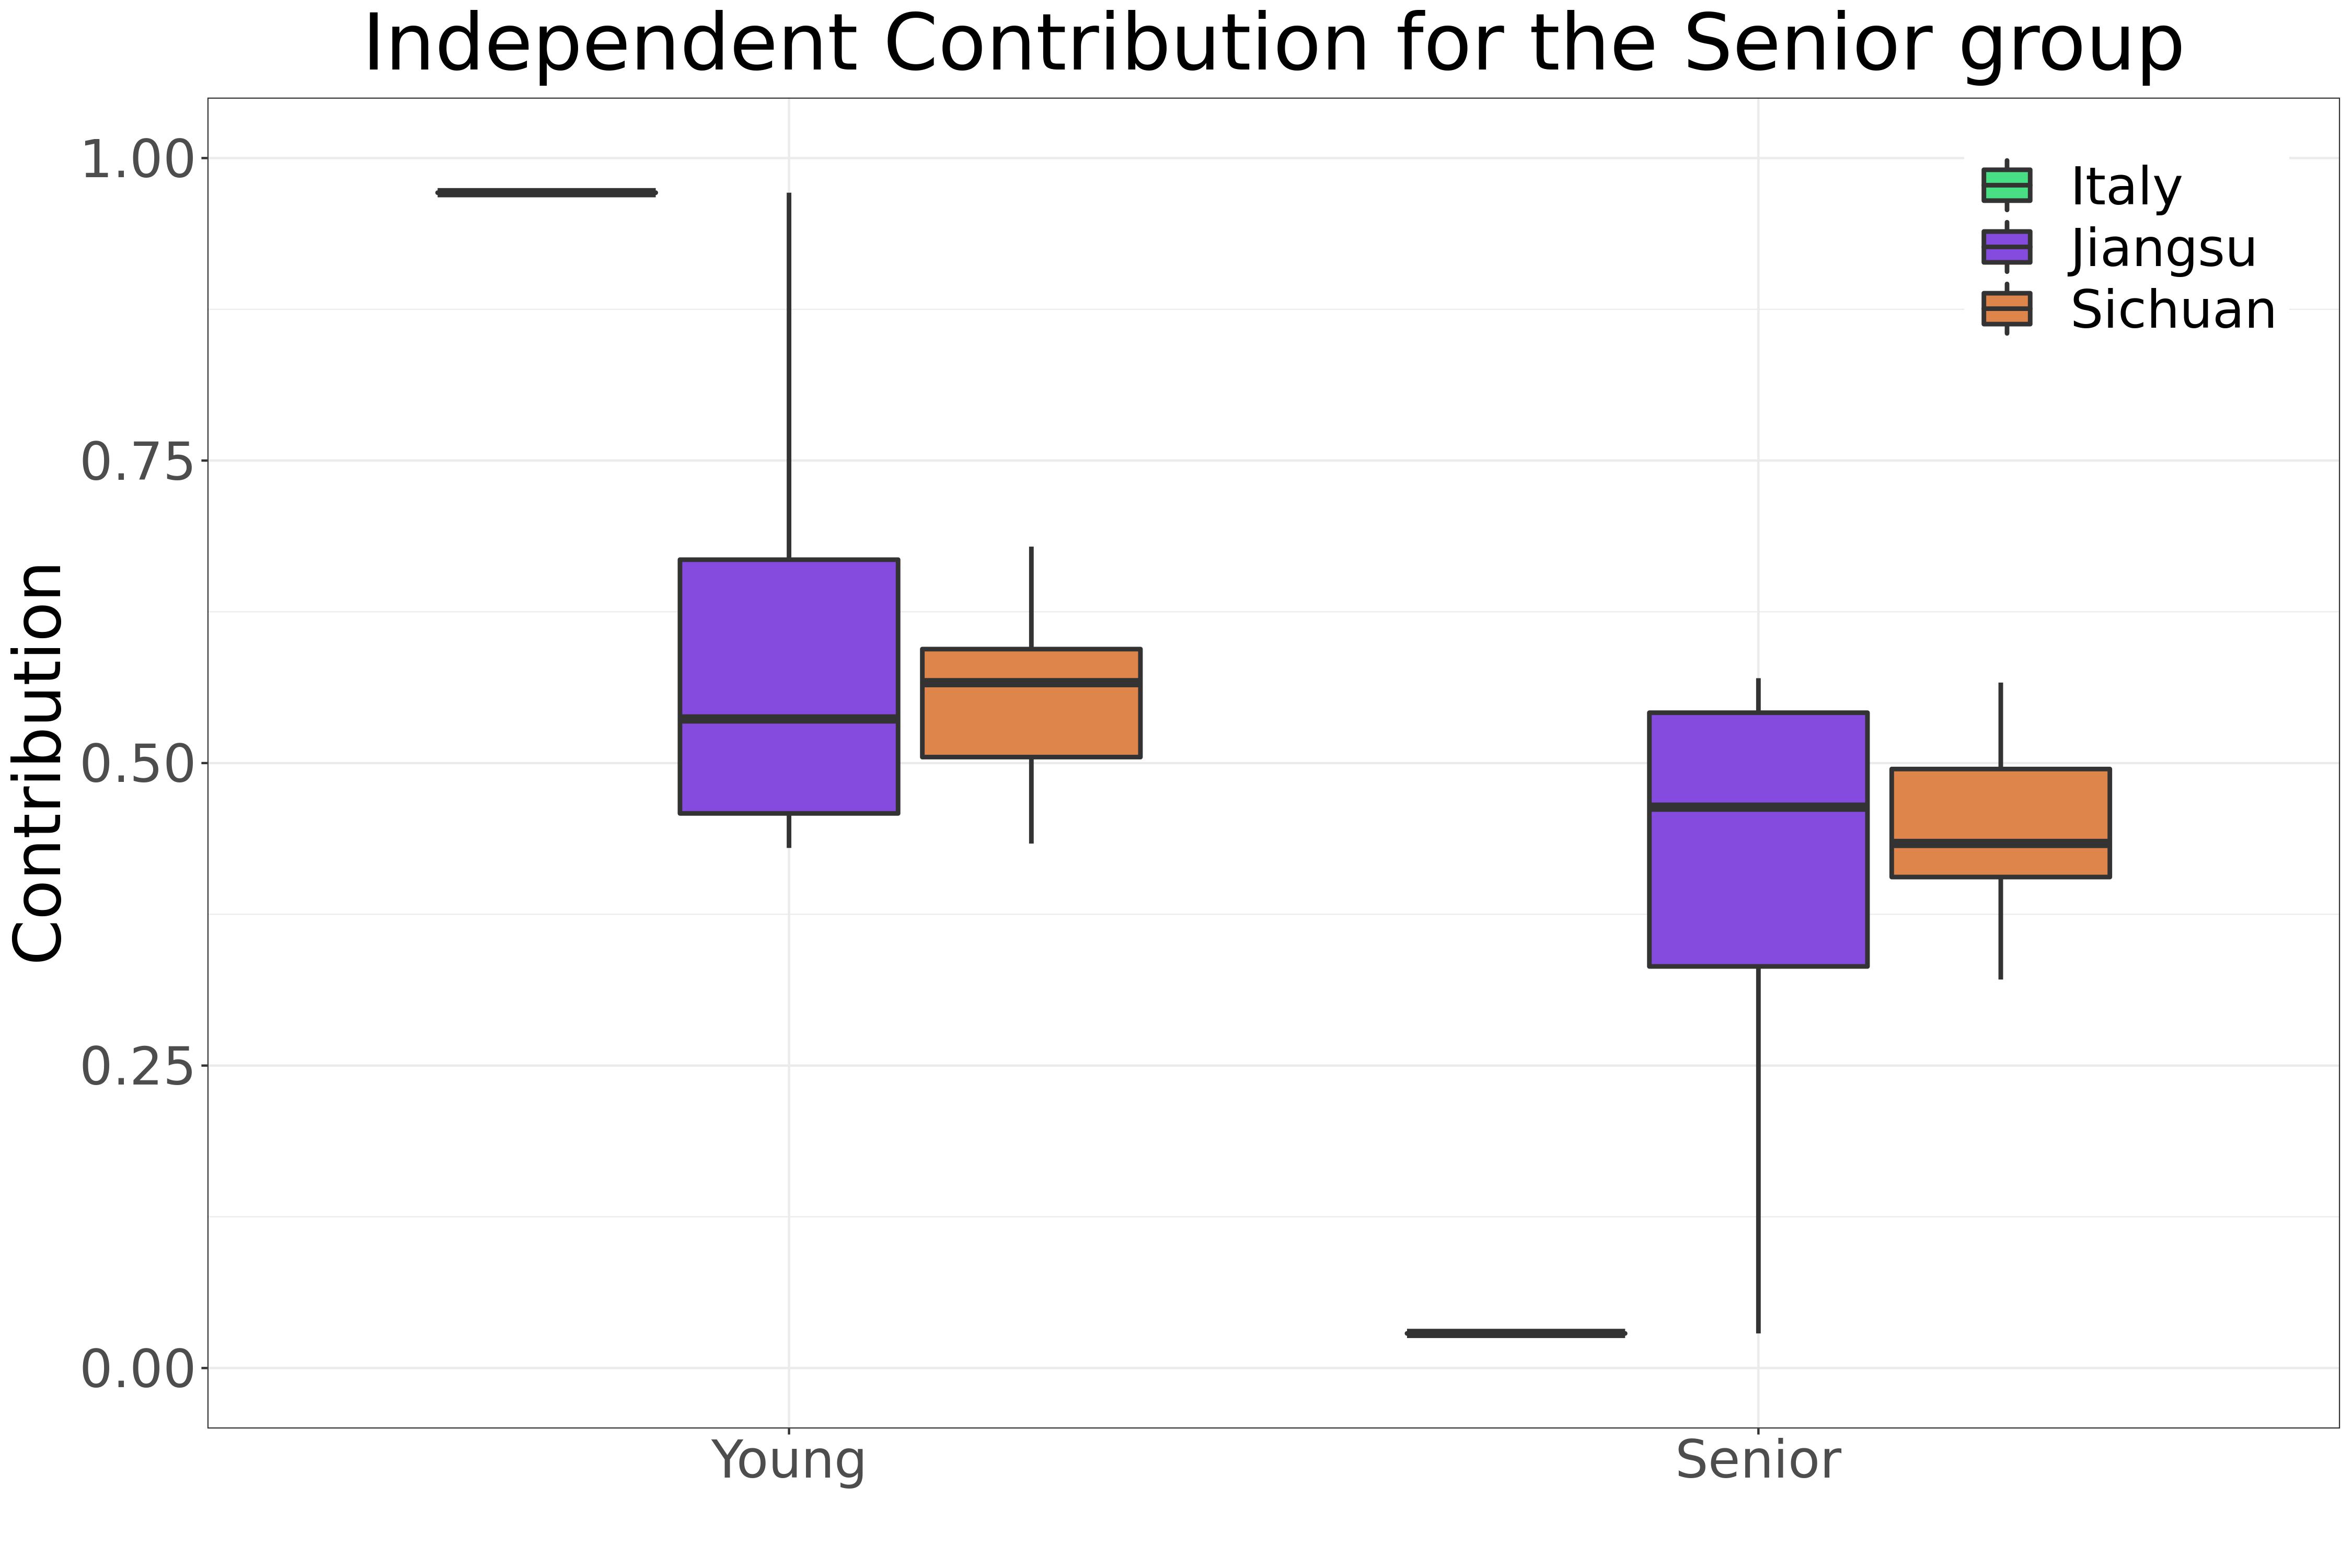 Independent Contribution for the Senior group
1.00
0.75
0.50
0.25
0.00
Contribution
Italy
Jiangsu
Sichuan
Young
Senior